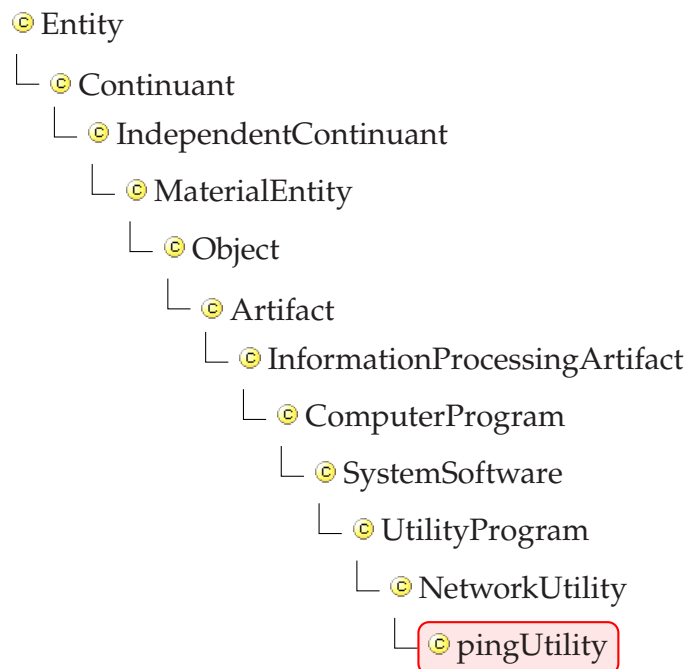 Entity
Continuant
IndependentContinuant
MaterialEntity
Object
Artifact
InformationProcessingArtifact
ComputerProgram
SystemSoftware
UtilityProgram
NetworkUtility
pingUtility